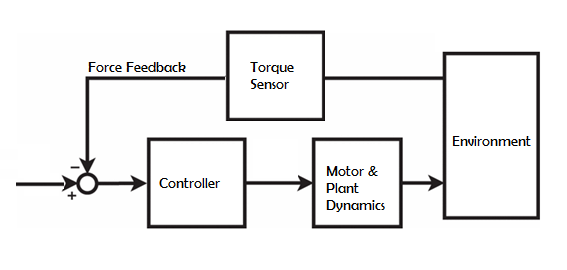 Force Feedback
Torque
Sensor
Environment
−
+
Controller
Motor &
Plant
Dynamics